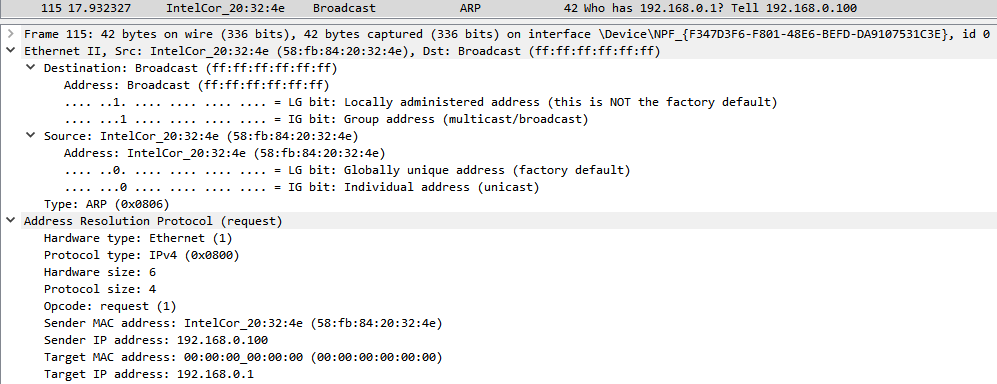 115 17.932327 IntelCor_20:32:4e Broadcast ARP 42 Who has 192.168.0.1? Tell 192.168.0.100
Frame 115: 42 bytes on wire (336 bits), 42 bytes captured (336 bits) on interface \Device\NPF_{F347D3F6-F801-48E6-BEFD-DA9107531C3E}, id 0
Ethernet II, Src: IntelCor_20:32:4e (58:fb:84:20:32:4e), Dst: Broadcast (ff:ff:ff:ff:ff:ff)
Destination: Broadcast (ff:ff:ff:ff:ff:ff)
Address: Broadcast (ff:ff:ff:ff:ff:ff)
.... ..1. .... .... .... .... = LG bit: Locally administered address (this is NOT the factory default)
.... ...1 .... .... .... .... = IG bit: Group address (multicast/broadcast)
Source: IntelCor_20:32:4e (58:fb:84:20:32:4e)
Address: IntelCor_20:32:4e (58:fb:84:20:32:4e)
.... ..0. .... .... .... .... = LG bit: Globally unique address (factory default)
.... ...0 .... .... .... .... = IG bit: Individual address (unicast)
Type: ARP (0x0806)
Address Resolution Protocol (request)
Hardware type: Ethernet (1)
Protocol type: IPv4 (0x0800)
Hardware size: 6
Protocol size: 4
Opcode: request (1)
Sender MAC address: IntelCor_20:32:4e (58:fb:84:20:32:4e)
Sender IP address: 192.168.0.100
Target MAC address: 00:00:00_00:00:00 (00:00:00:00:00:00)
Target IP address: 192.168.0.1